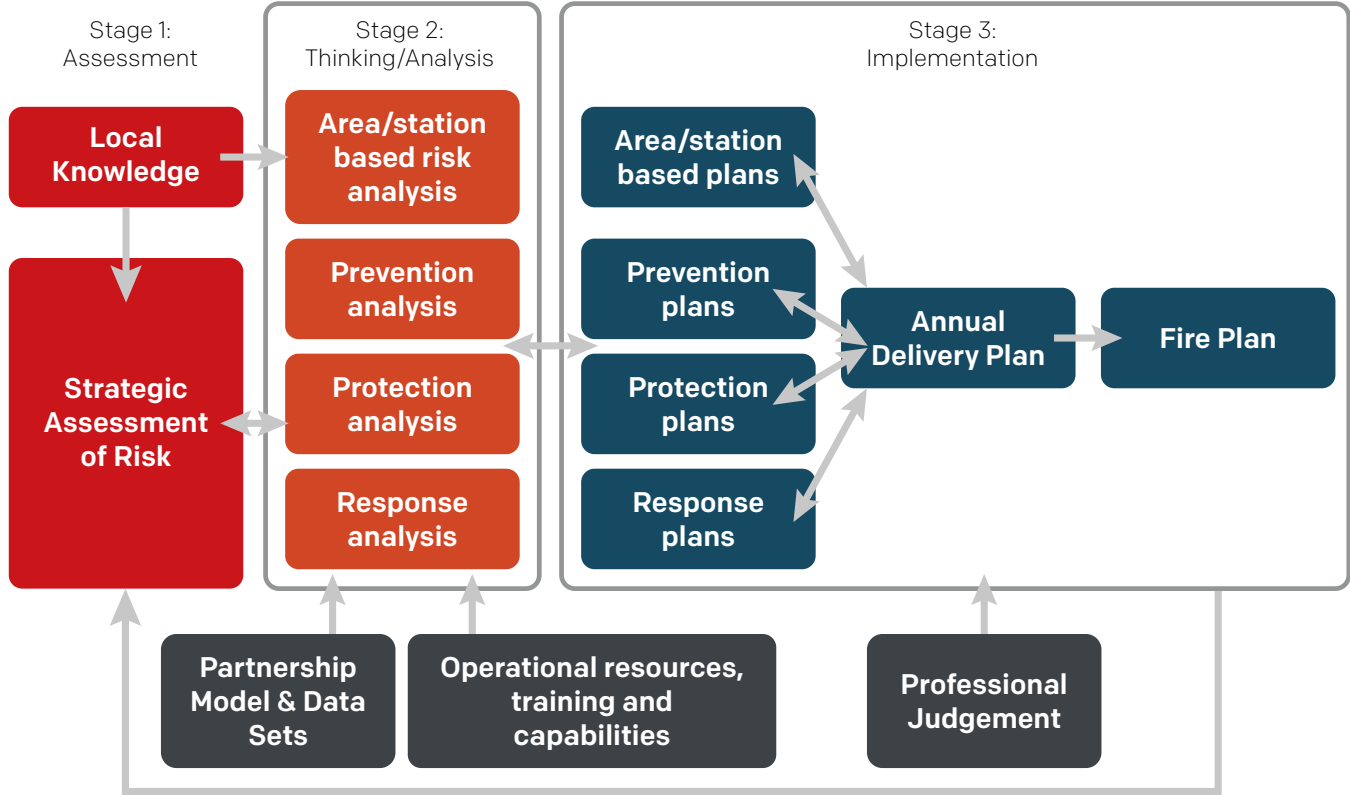 Stage 1:
Assessment
Stage 2:
Thinking/Analysis
Stage 3:
Implementation
Local
Knowledge
Strategic
Assessment
of Risk
Area/station
based risk
analysis
Prevention
analysis
Protection
analysis
Response
analysis
Area/station
based plans
Prevention
plans
Protection
plans
Response
plans
Annual
Delivery Plan
Fire Plan
Partnership
Model & Data
Sets
Operational resources,
training and
capabilities
Professional
Judgement